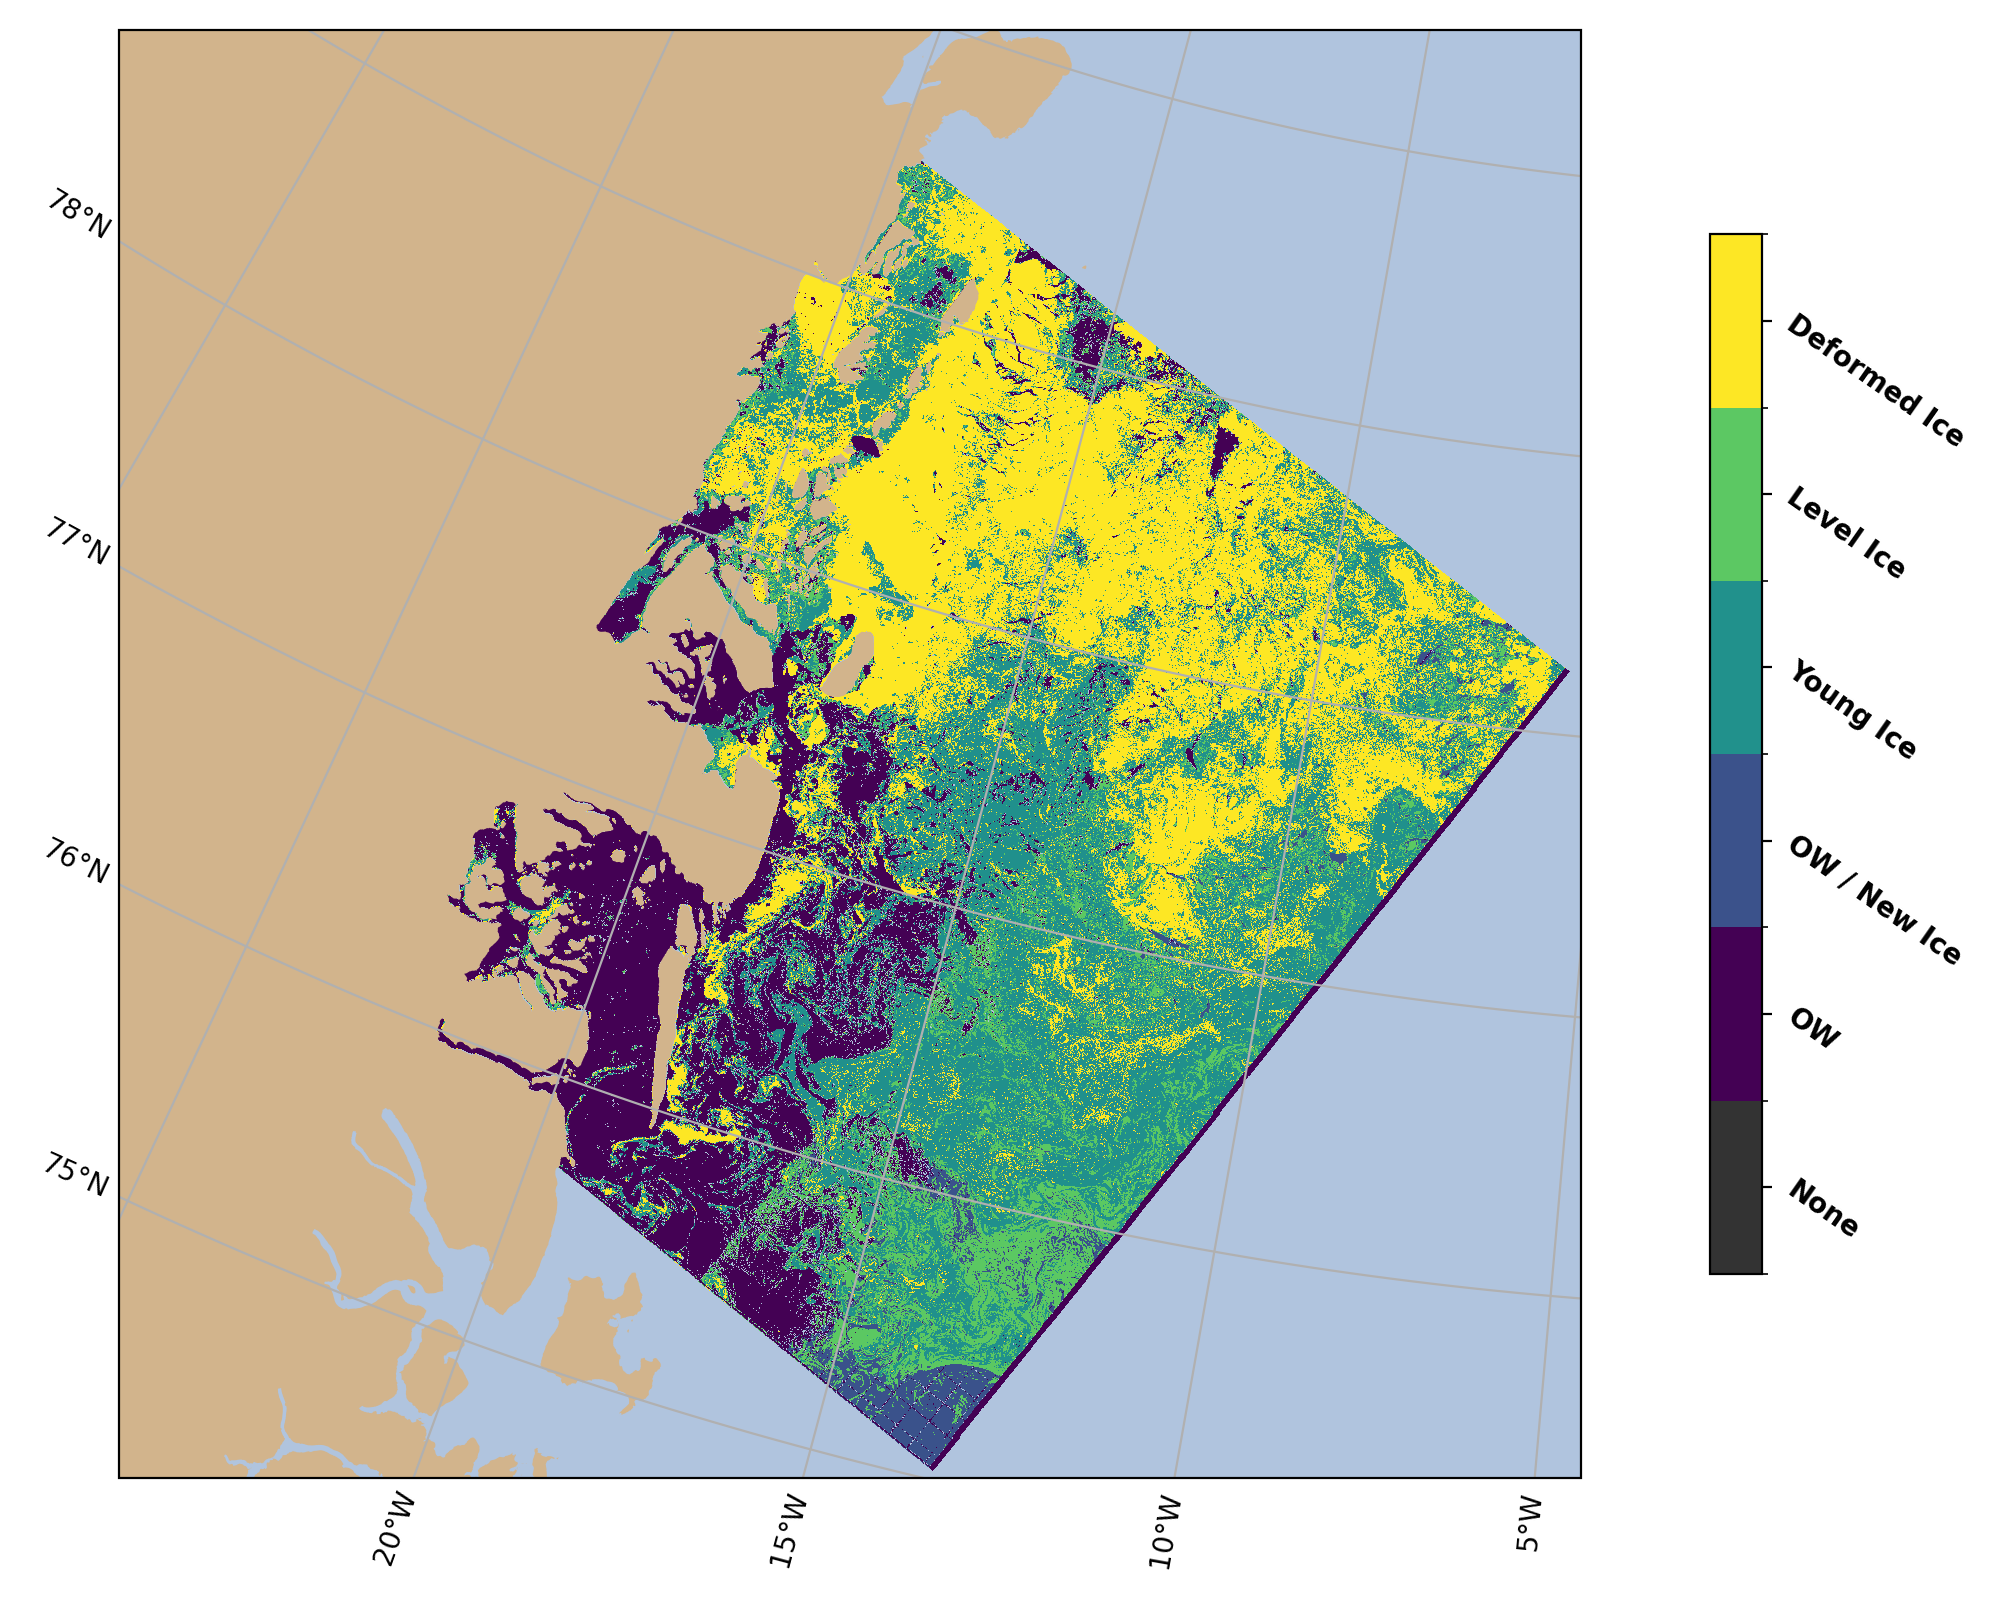 78°N
77°N
76°N
75°N
20°W
15°W
10°W
5°W
Deformed Ice
Level Ice
Young Ice
OW / New Ice
OW
None